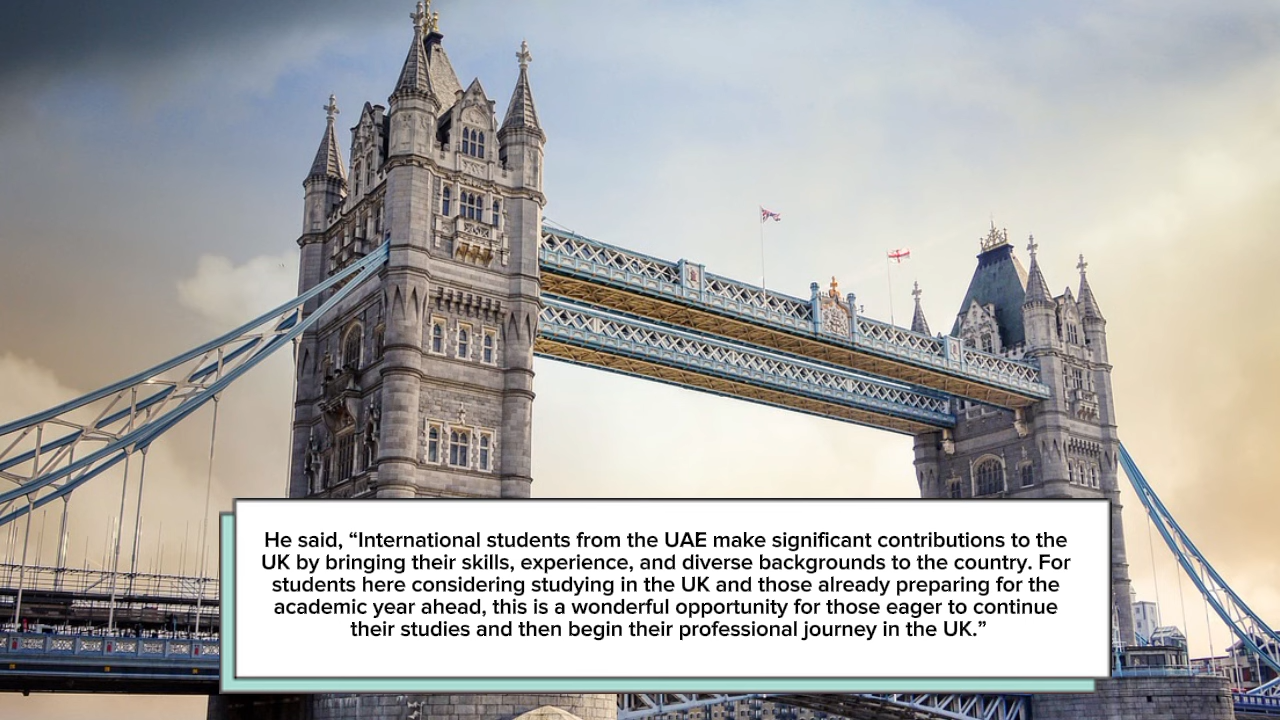 He said, “International students from the UAE make significant contributions to the
UK by bringing their skills, experience, and diverse backgrounds to the country. For
students here considering studying in the UK and those already preparing for the
academic year ahead, this is a wonderful opportunity for those eager to continue
their studies and then begin their professional journey in the UK.”